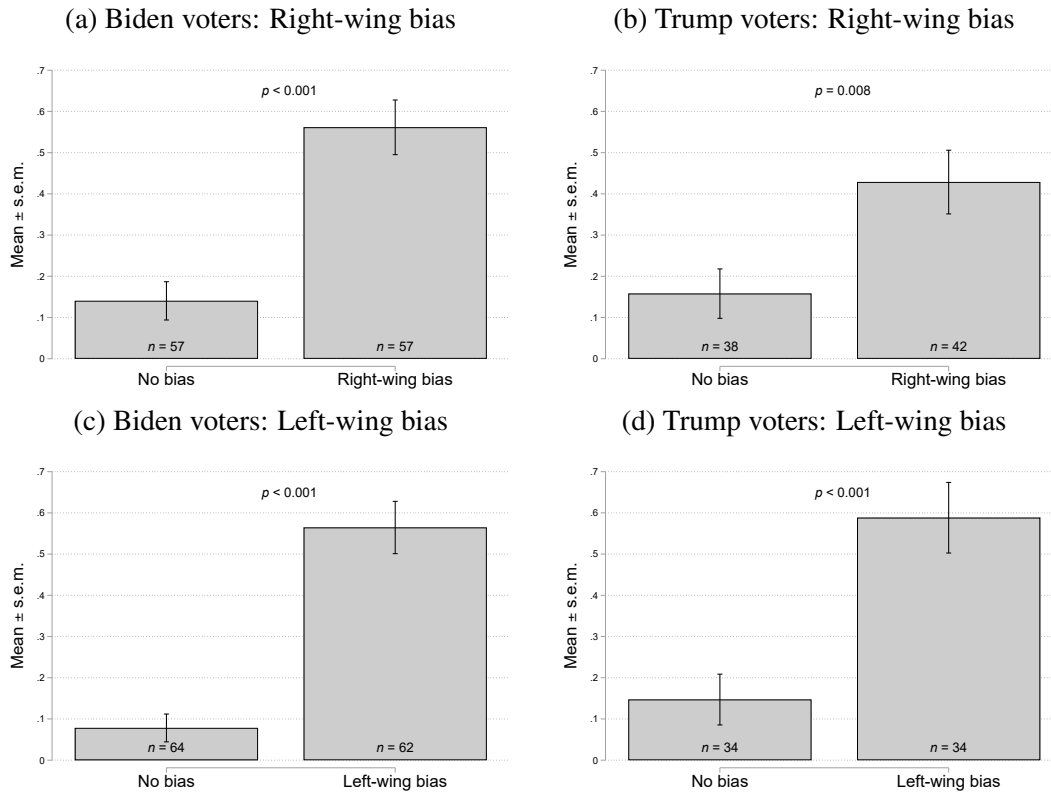 (a) Biden voters: Right-wing bias
Mean ± s.e.m.
.7
.6
.5
.4
.3
.2
.1
0
p < 0.001
n = 57
n = 57
No bias
Right-wing bias
(b) Trump voters: Right-wing bias
Mean ± s.e.m.
.7
.6
.5
.4
.3
.2
.1
0
p = 0.008
n = 38
n = 42
No bias
Right-wing bias
(c) Biden voters: Left-wing bias
Mean ± s.e.m.
.7
.6
.5
.4
.3
.2
.1
0
p < 0.001
n = 64
n = 62
No bias
Left-wing bias
(d) Trump voters: Left-wing bias
Mean ± s.e.m.
.7
.6
.5
.4
.3
.2
.1
0
p < 0.001
n = 34
n = 34
No bias
Left-wing bias